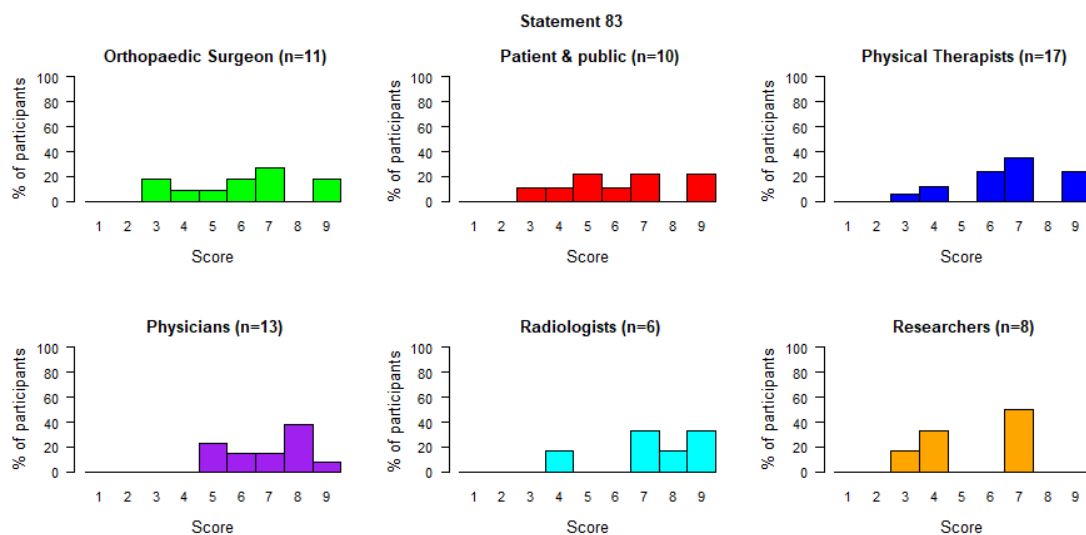 Statement 83
Orthopaedic Surgeon (n=11)
% of participants
100
80
60
40
20
0
1 2 3 4 5 6 7 8 9
Score
Patient & public (n=10)
% of participants
100
80
60
40
20
0
1 2 3 4 5 6 7 8 9
Score
Physical Therapists (n=17)
% of participants
100
80
60
40
20
0
1 2 3 4 5 6 7 8 9
Score
Physicians (n=13)
% of participants
100
80
60
40
20
0
1 2 3 4 5 6 7 8 9
Score
Radiologists (n=6)
% of participants
100
80
60
40
20
0
1 2 3 4 5 6 7 8 9
Score
Researchers (n=8)
% of participants
100
80
60
40
20
0
1 2 3 4 5 6 7 8 9
Score